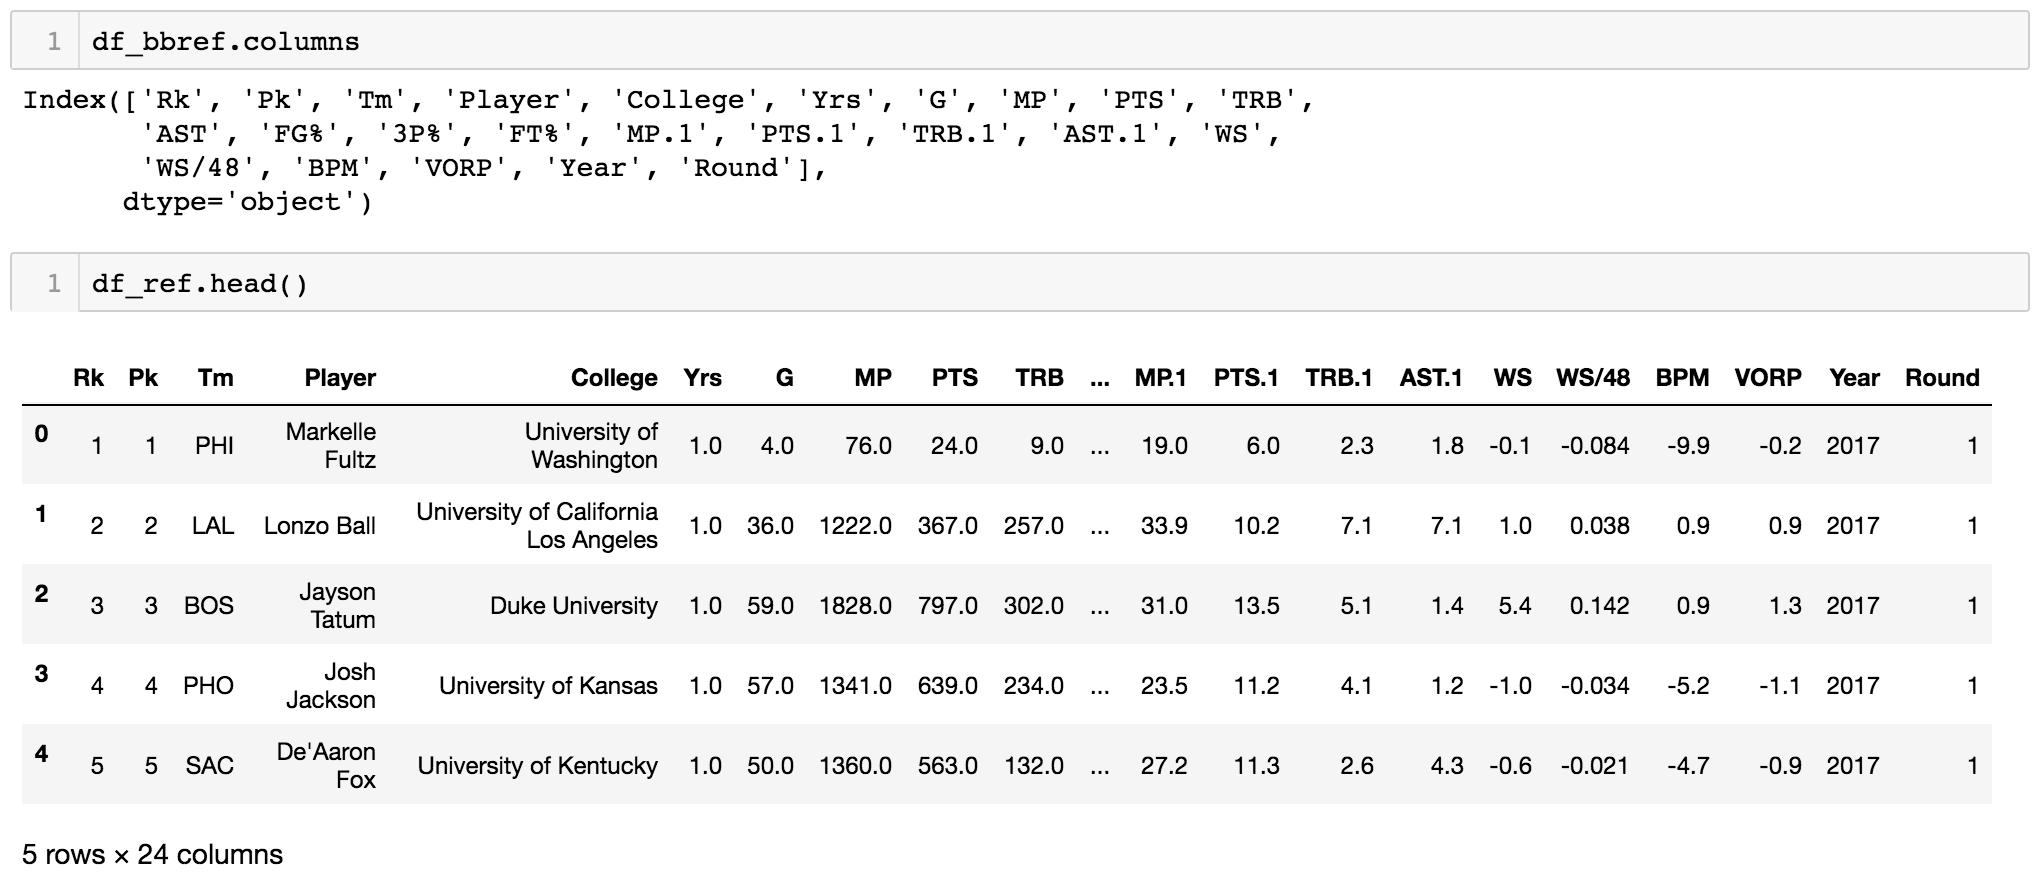 1 df_bbref.columns
Index(['Rk', 'Pk', 'Tm', 'Player', 'College', 'Yrs', 'G', 'MP', 'PTS', 'TRB',
'AST', 'FG%', '3P%', 'FT%', 'MP.1', 'PTS.1', 'TRB.1', 'AST.1', 'WS',
'WS/48', 'BPM', 'VORP', 'Year', 'Round'],
dtype='object')
1 df_ref.head()
Rk Pk Tm Player College Yrs G MP PTS TRB ... MP.1 PTS.1 TRB.1 AST.1 WS WS/48 BPM VORP Year Round
0 1 1 PHI Markelle Fultz University of Washington 1.0 4.0 76.0 24.0 9.0 ... 19.0 6.0 2.3 1.8 -0.1 -0.084 -9.9 -0.2 2017 1
1 2 2 LAL Lonzo Ball University of California Los Angeles 1.0 36.0 1222.0 367.0 257.0 ... 33.9 10.2 7.1 7.1 1.0 0.038 0.9 0.9 2017 1
2 3 3 BOS Jayson Tatum Duke University 1.0 59.0 1828.0 797.0 302.0 ... 31.0 13.5 5.1 1.4 5.4 0.142 0.9 1.3 2017 1
3 4 4 PHO Josh Jackson University of Kansas 1.0 57.0 1341.0 639.0 234.0 ... 23.5 11.2 4.1 1.2 -1.0 -0.034 -5.2 -1.1 2017 1
4 5 5 SAC De'Aaron Fox University of Kentucky 1.0 50.0 1360.0 563.0 132.0 ... 27.2 11.3 2.6 4.3 -0.6 -0.021 -4.7 -0.9 2017 1
5 rows × 24 columns